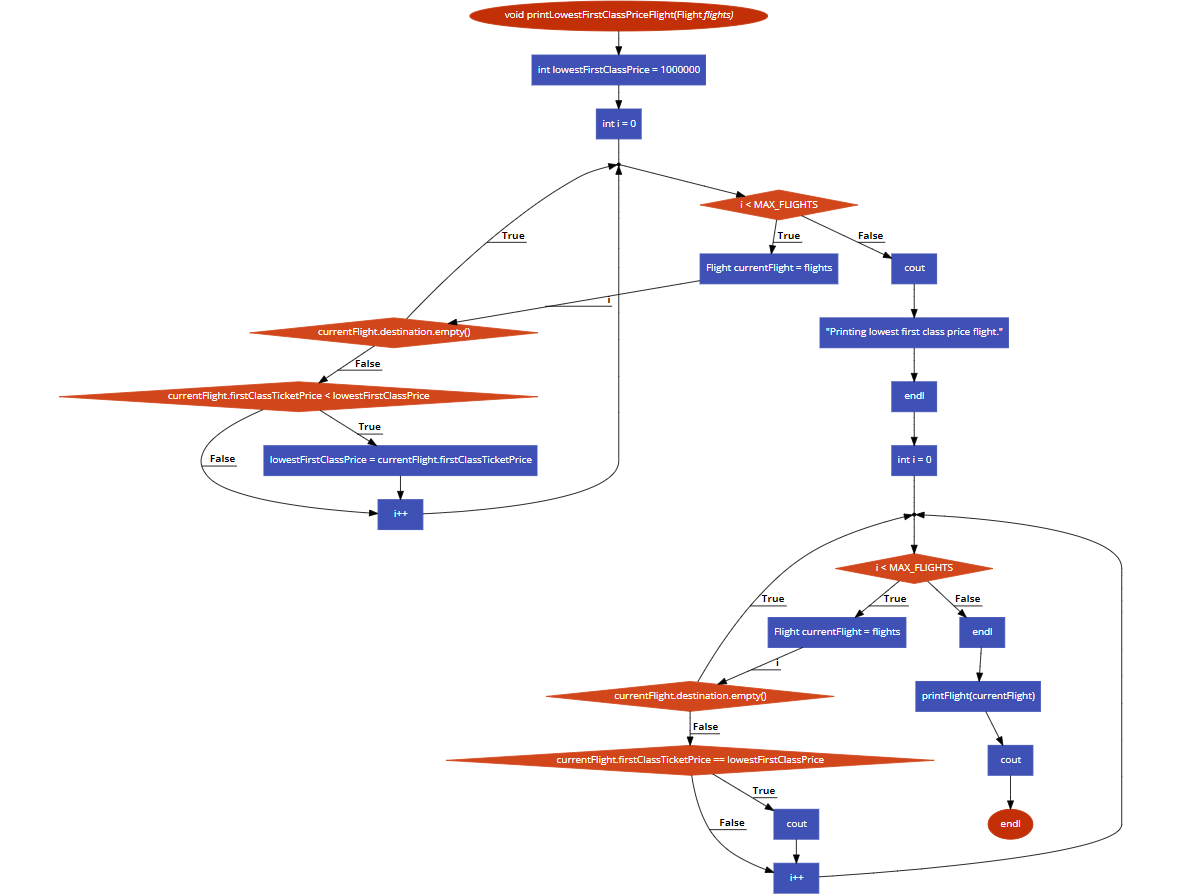 void printLowestFirstClassPriceFlight(Flight flights)
int lowestFirstClassPrice = 1000000
int i = 0
i < MAX_FLIGHTS
True
True
False
Flight currentFlight = flights
cout
i
currentFlight.destination.empty()
"Printing lowest first class price flight."
False
currentFlight.firstClassTicketPrice < lowestFirstClassPrice
endl
True
False
lowestFirstClassPrice = currentFlight.firstClassTicketPrice
int i = 0
i++
i < MAX_FLIGHTS
True
True
False
Flight currentFlight = flights
endl
i
currentFlight.destination.empty()
printFlight(currentFlight)
False
currentFlight.firstClassTicketPrice == lowestFirstClassPrice
cout
True
False
cout
endl
i++